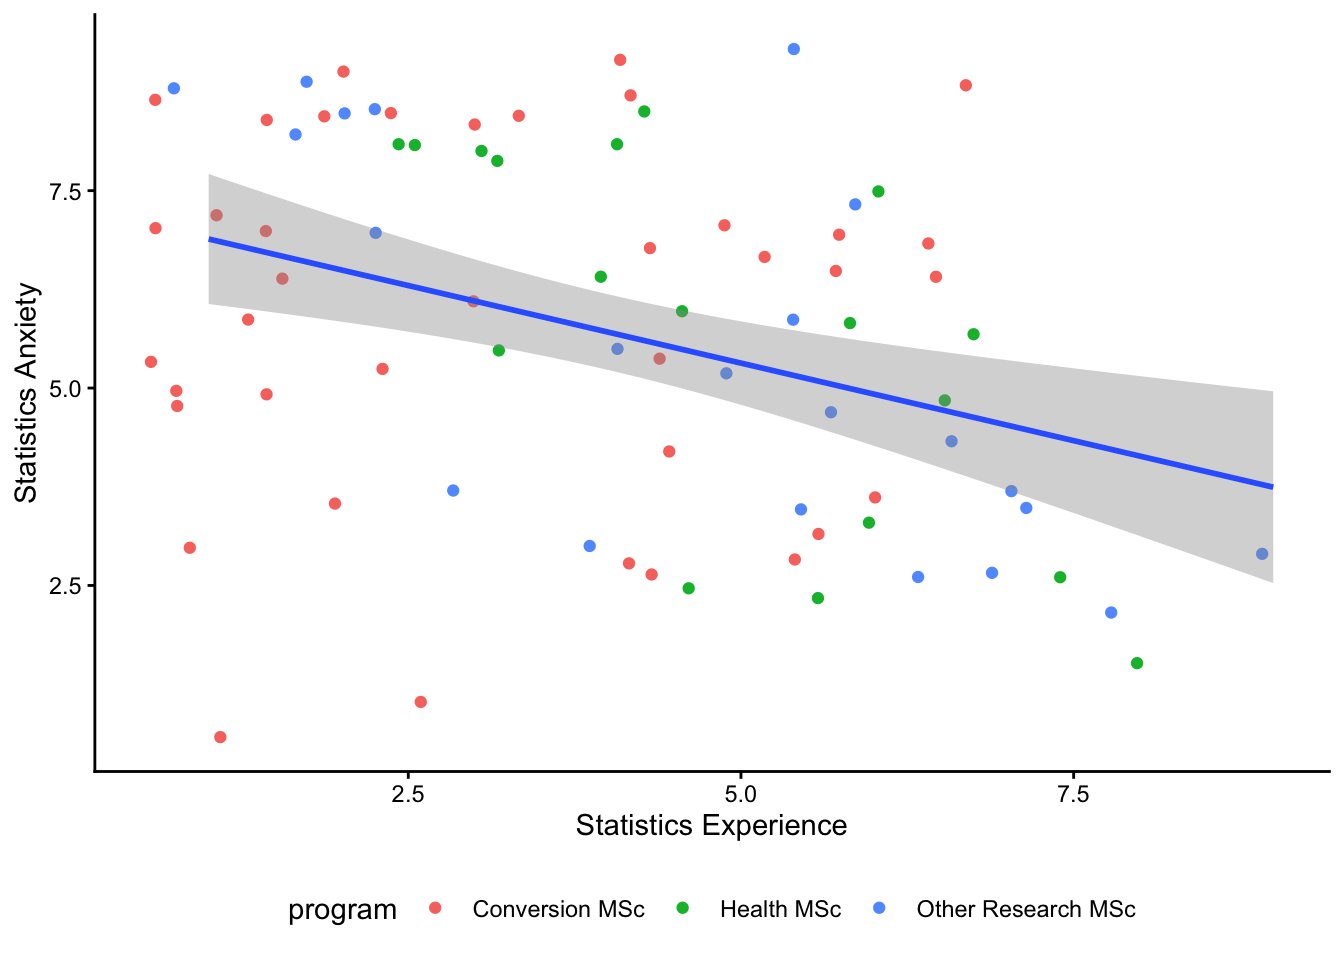 Statistics Anxiety
7.5
5.0
2.5
2.5 5.0 7.5
Statistics Experience
program Conversion MSc Health MSc Other Research MSc